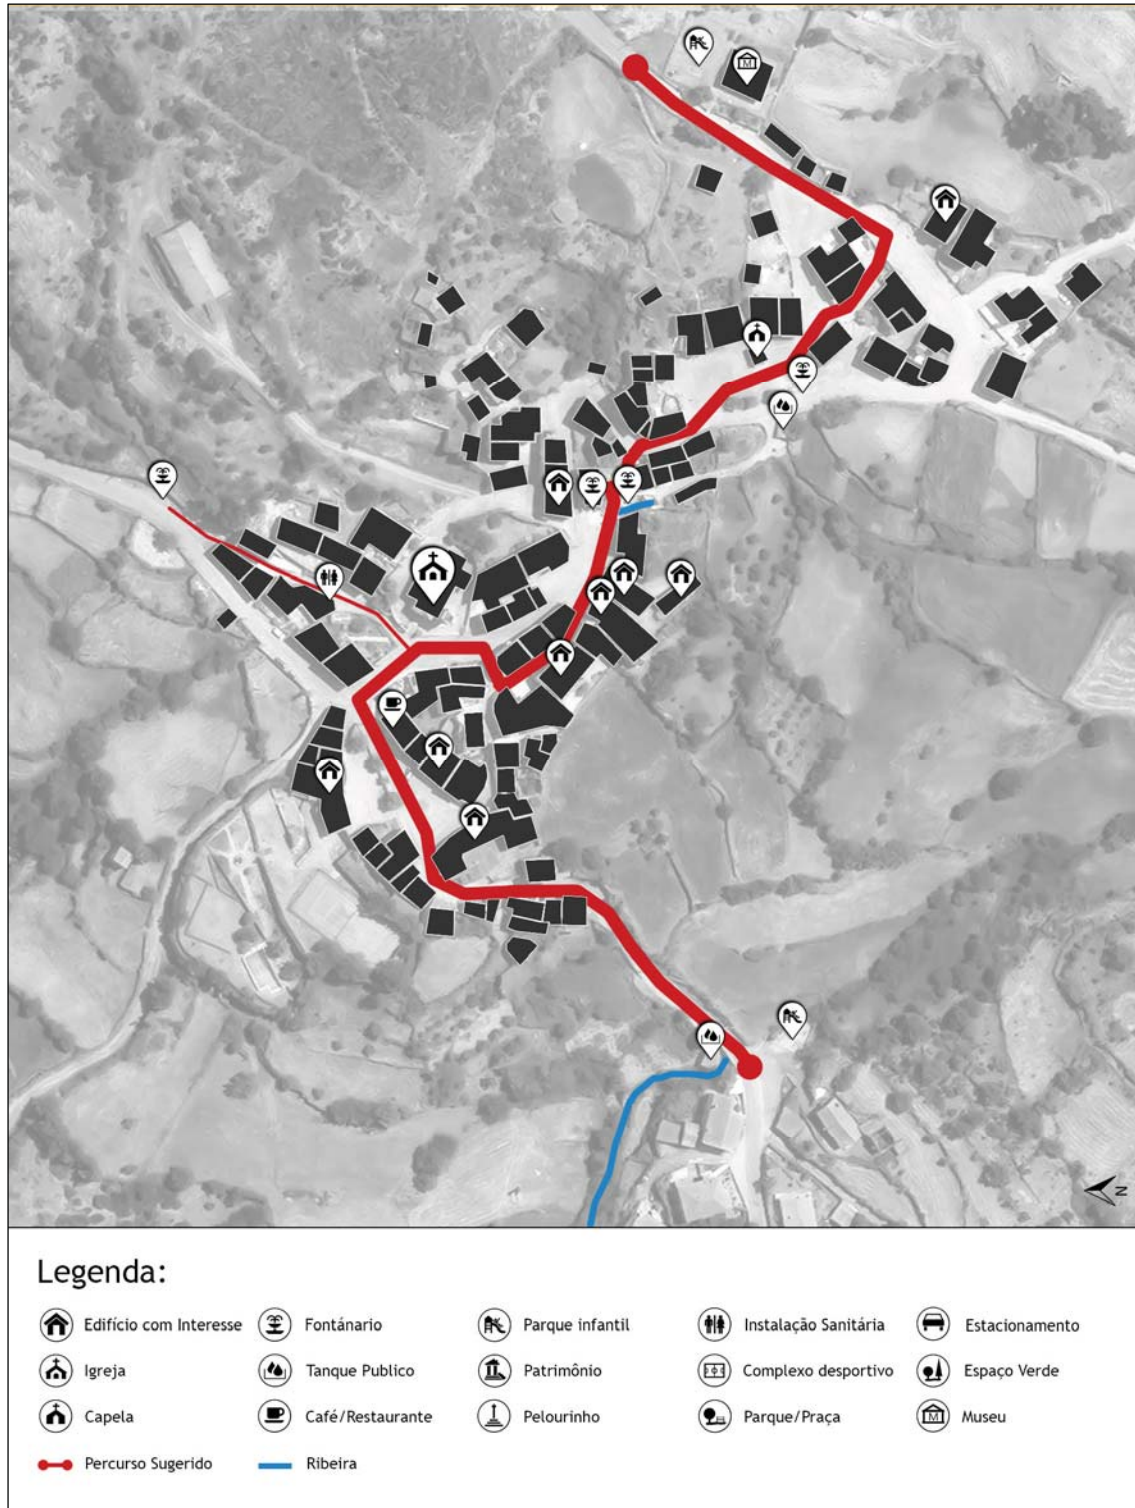 N
Legenda:
Edifício com Interesse
Fontánario
Parque infantil
Instalação Sanitária
Estacionamento
Igreja
Tanque Publico
Patrimônio
Complexo desportivo
Espaço Verde
Capela
Café/Restaurante
Pelourinho
Parque/Praça
M
Museu
Percurso Sugerido
Ribeira